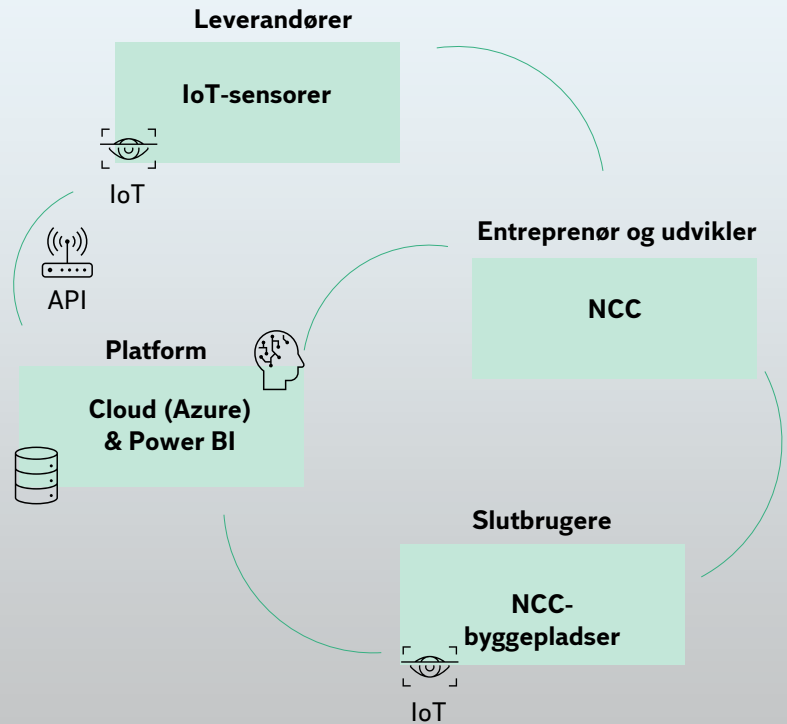 Leverandører
IoT-sensorer
IoT
API
Entreprenør og udvikler
NCC
Platform
Cloud (Azure)
& Power BI
Slutbrugere
NCC-
byggepladser
IoT